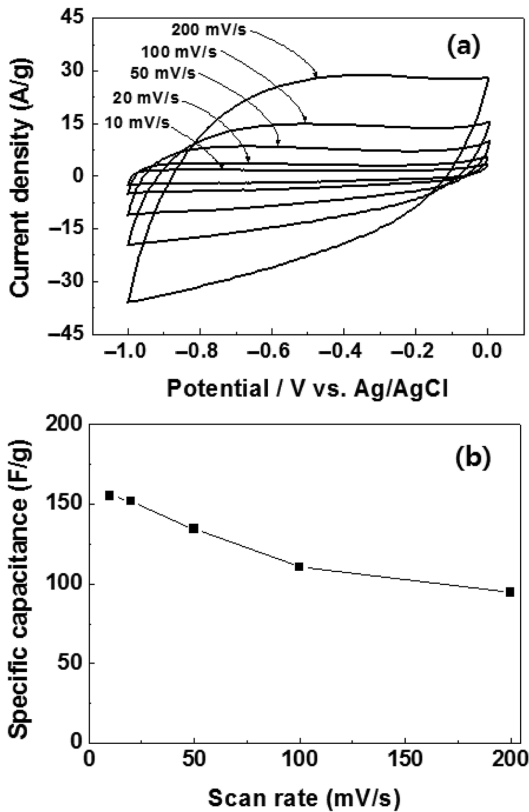 45
30
15
0
−15
−30
−45
Current density (A/g)
(a)
200 mV/s
100 mV/s
50 mV/s
20 mV/s
10 mV/s
−1.0 −0.8 −0.6 −0.4 −0.2 0.0
Potential / V vs. Ag/AgCl
200
150
100
50
0
Specific capacitance (F/g)
(b)
0 50 100 150 200
Scan rate (mV/s)